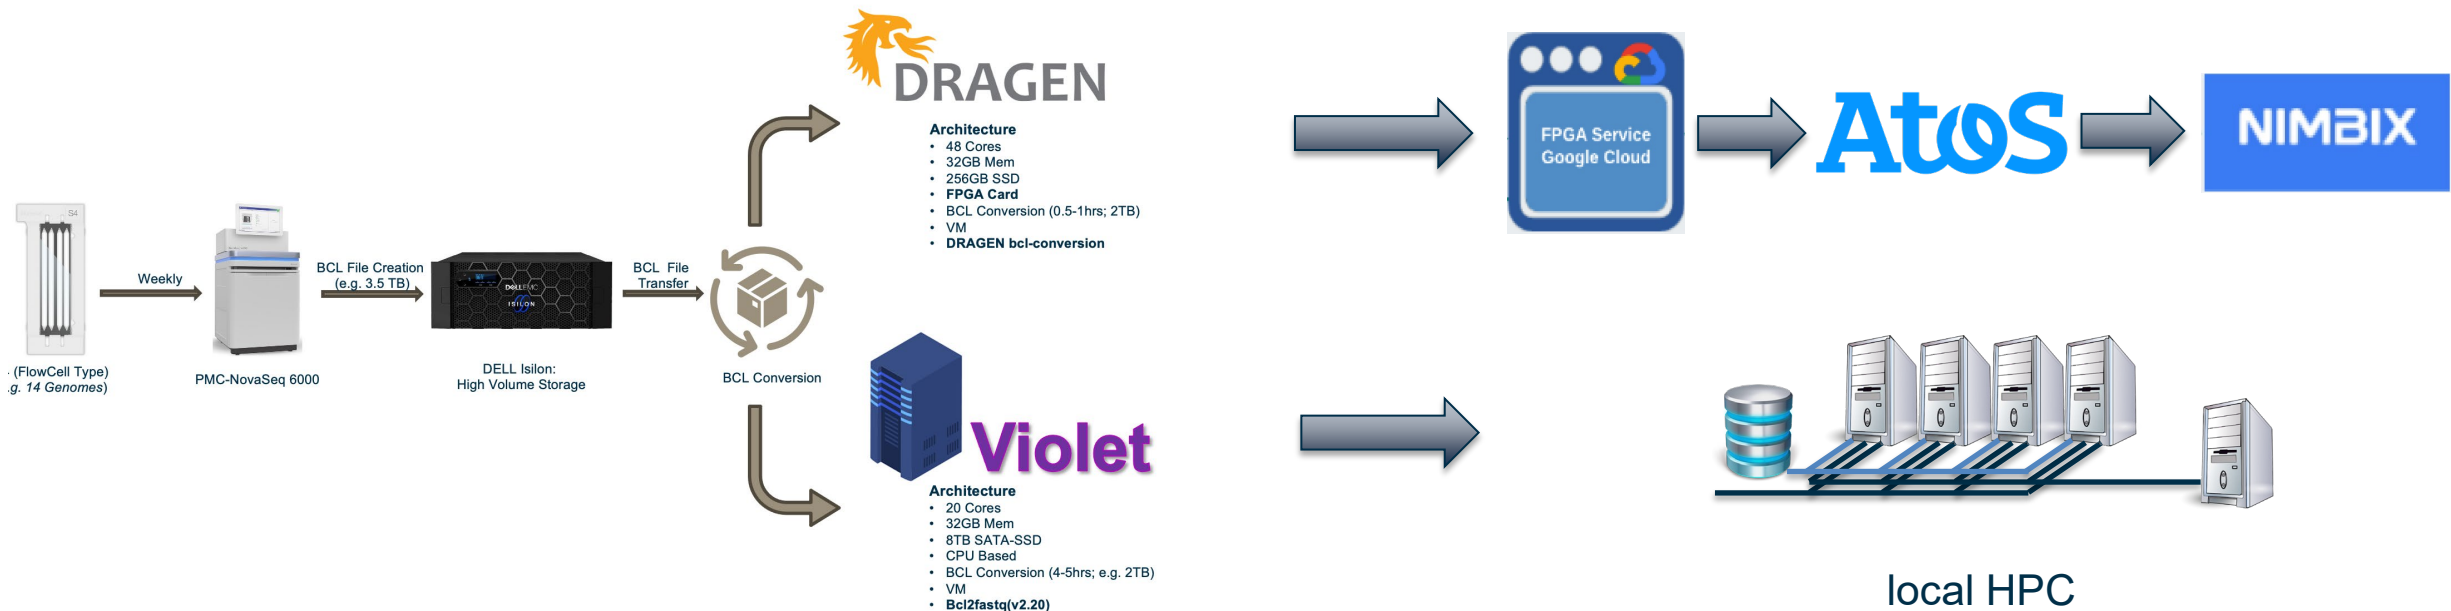 S4
. (FlowCell Type)
.g. 14 Genomes)
Weekly
PMC-NovaSeq 6000
BCL File Creation
(e.g. 3.5 TB)
DELLEMC
ISILON
DELL Isilon:
High Volume Storage
BCL File
Transfer
BCL Conversion
DRAGEN
Architecture
• 48 Cores
• 32GB Mem
• 256GB SSD
• FPGA Card
• BCL Conversion (0.5-1hrs; 2TB)
• VM
• DRAGEN bcl-conversion
FPGA Service
Google Cloud
Atos
NIMBIX
Violet
Architecture
• 20 Cores
• 32GB Mem
• 8TB SATA-SSD
• CPU Based
• BCL Conversion (4-5hrs; e.g. 2TB)
• VM
• Bcl2fastq(v2.20)
local HPC